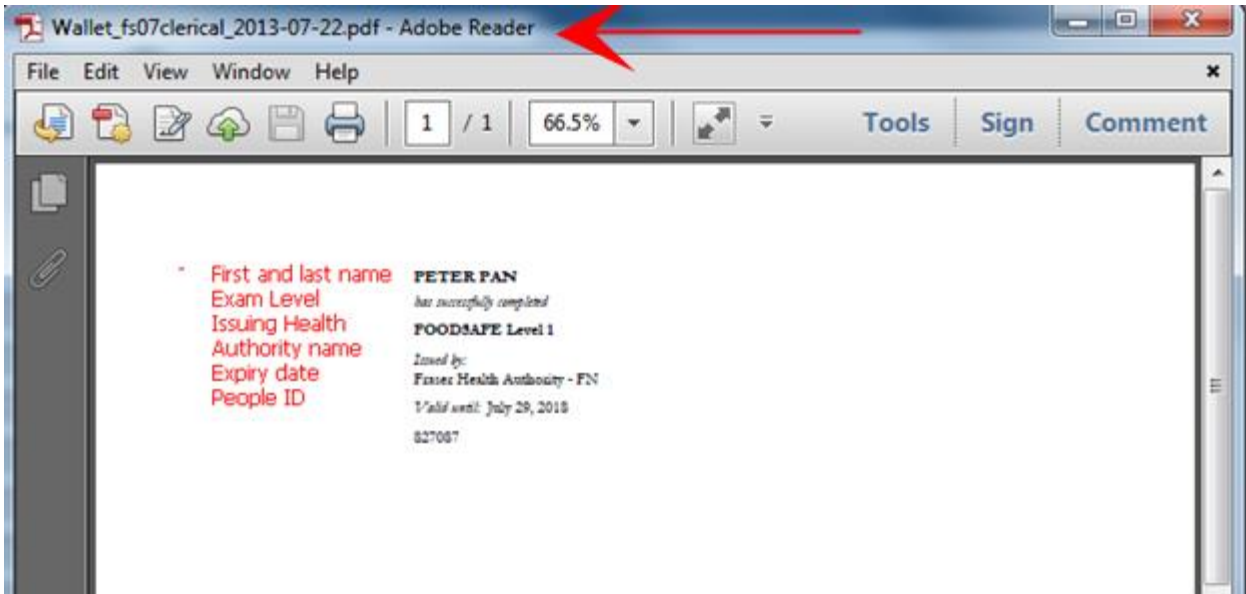 Wallet_fs07clerical_2013-07-22.pdf - Adobe Reader
File Edit View Window Help
1 / 1 66.5% Tools Sign Comment
First and last name
Exam Level
Issuing Health
Authority name
Expiry date
People ID
PETER PAN
has successfully completed
FOODSAFE Level 1
Issued by:
Fraser Health Authority - FN
Valid until: July 29, 2018
827087